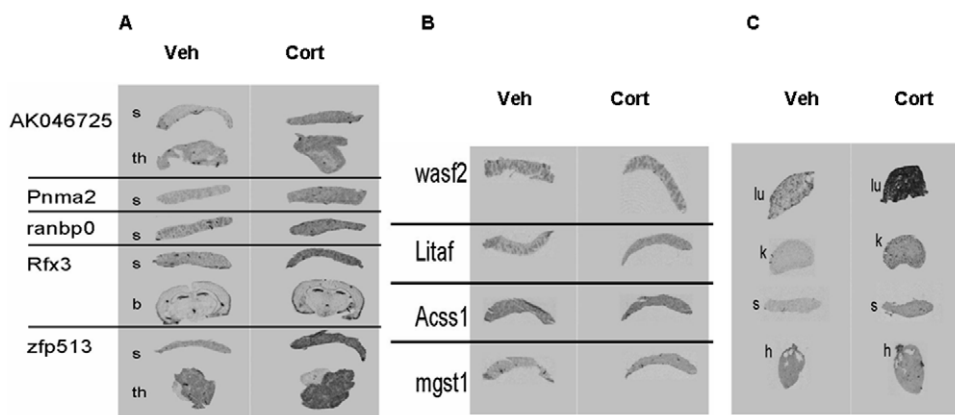 A
Veh Cort
AK046725
s
th
Pnma2
s
ranbp0
s
Rfx3
s
b
zfp513
s
th
B
Veh Cort
wasf2
Litaf
Acss1
mgst1
C
Veh Cort
lu lu
k k
s s
h h